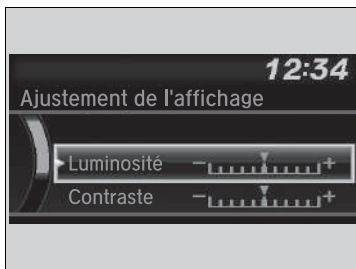 12:34
Ajustement de l'affichage
Luminosité - +
Contraste - +